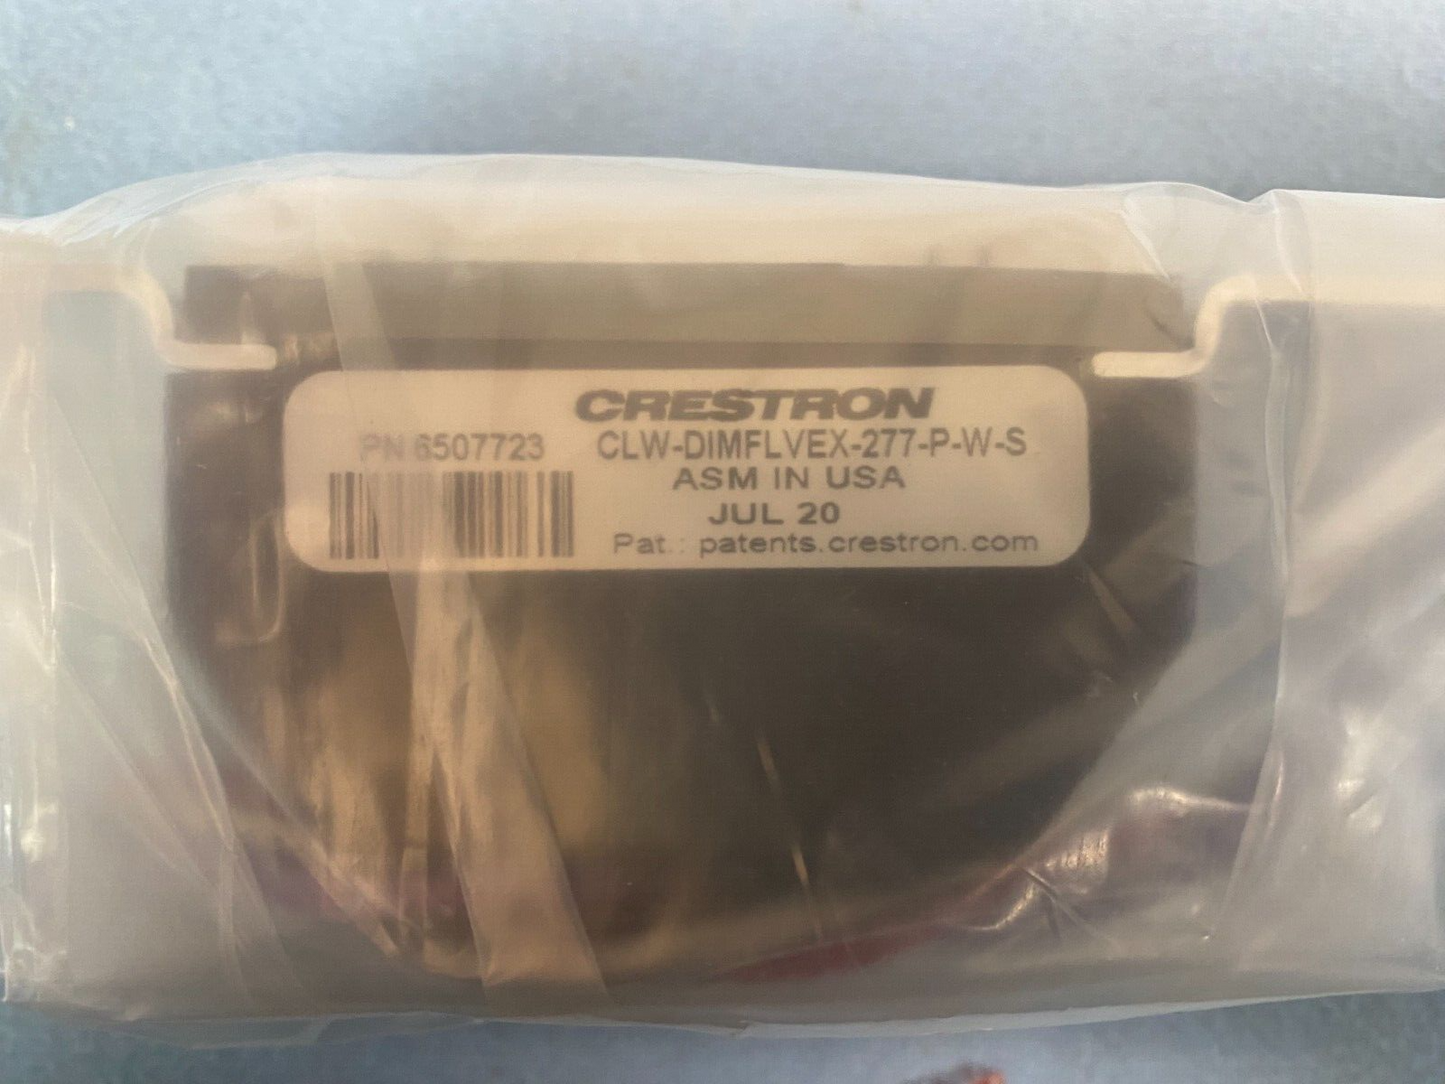 CRESTRON
PN 6507723 CLW-DIMFLVEX-277-P-W-S
ASM IN USA
JUL 20
Pat.: patents.crestron.com